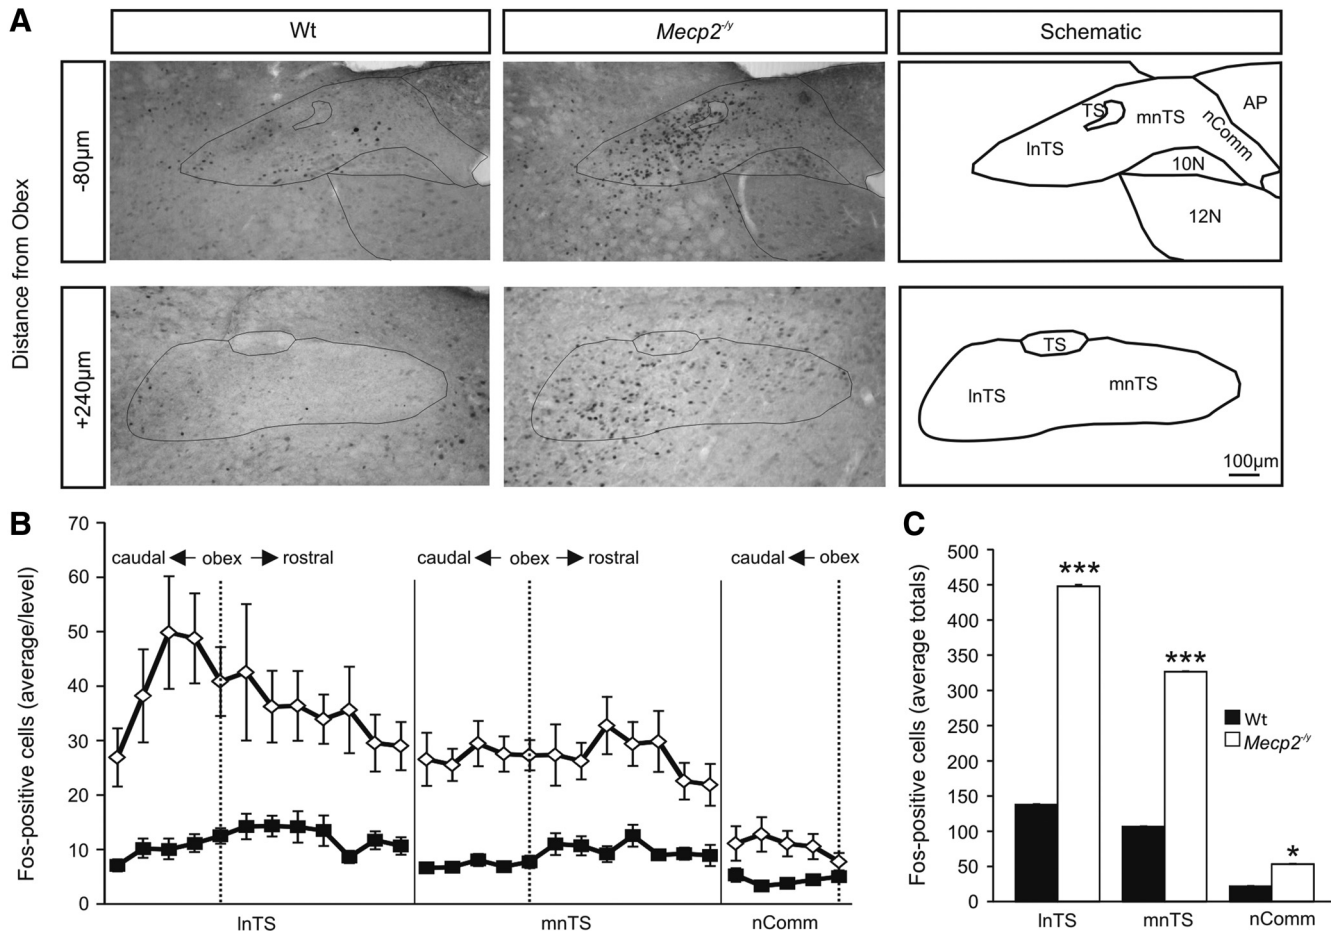 A
Wt
Mecp2-/y
Schematic
Distance from Obex
-80µm
TS
mnTS
lnTS
nComm
AP
10N
12N
+240µm
TS
lnTS
mnTS
100µm
B
Fos-positive cells (average/level)
70
60
50
40
30
20
10
0
caudal obex rostral
caudal obex rostral
caudal obex
lnTS
mnTS
nComm
C
Fos-positive cells (average totals)
500
450
400
350
300
250
200
150
100
50
0
***
***
*
Wt
Mecp2-/y
lnTS
mnTS
nComm